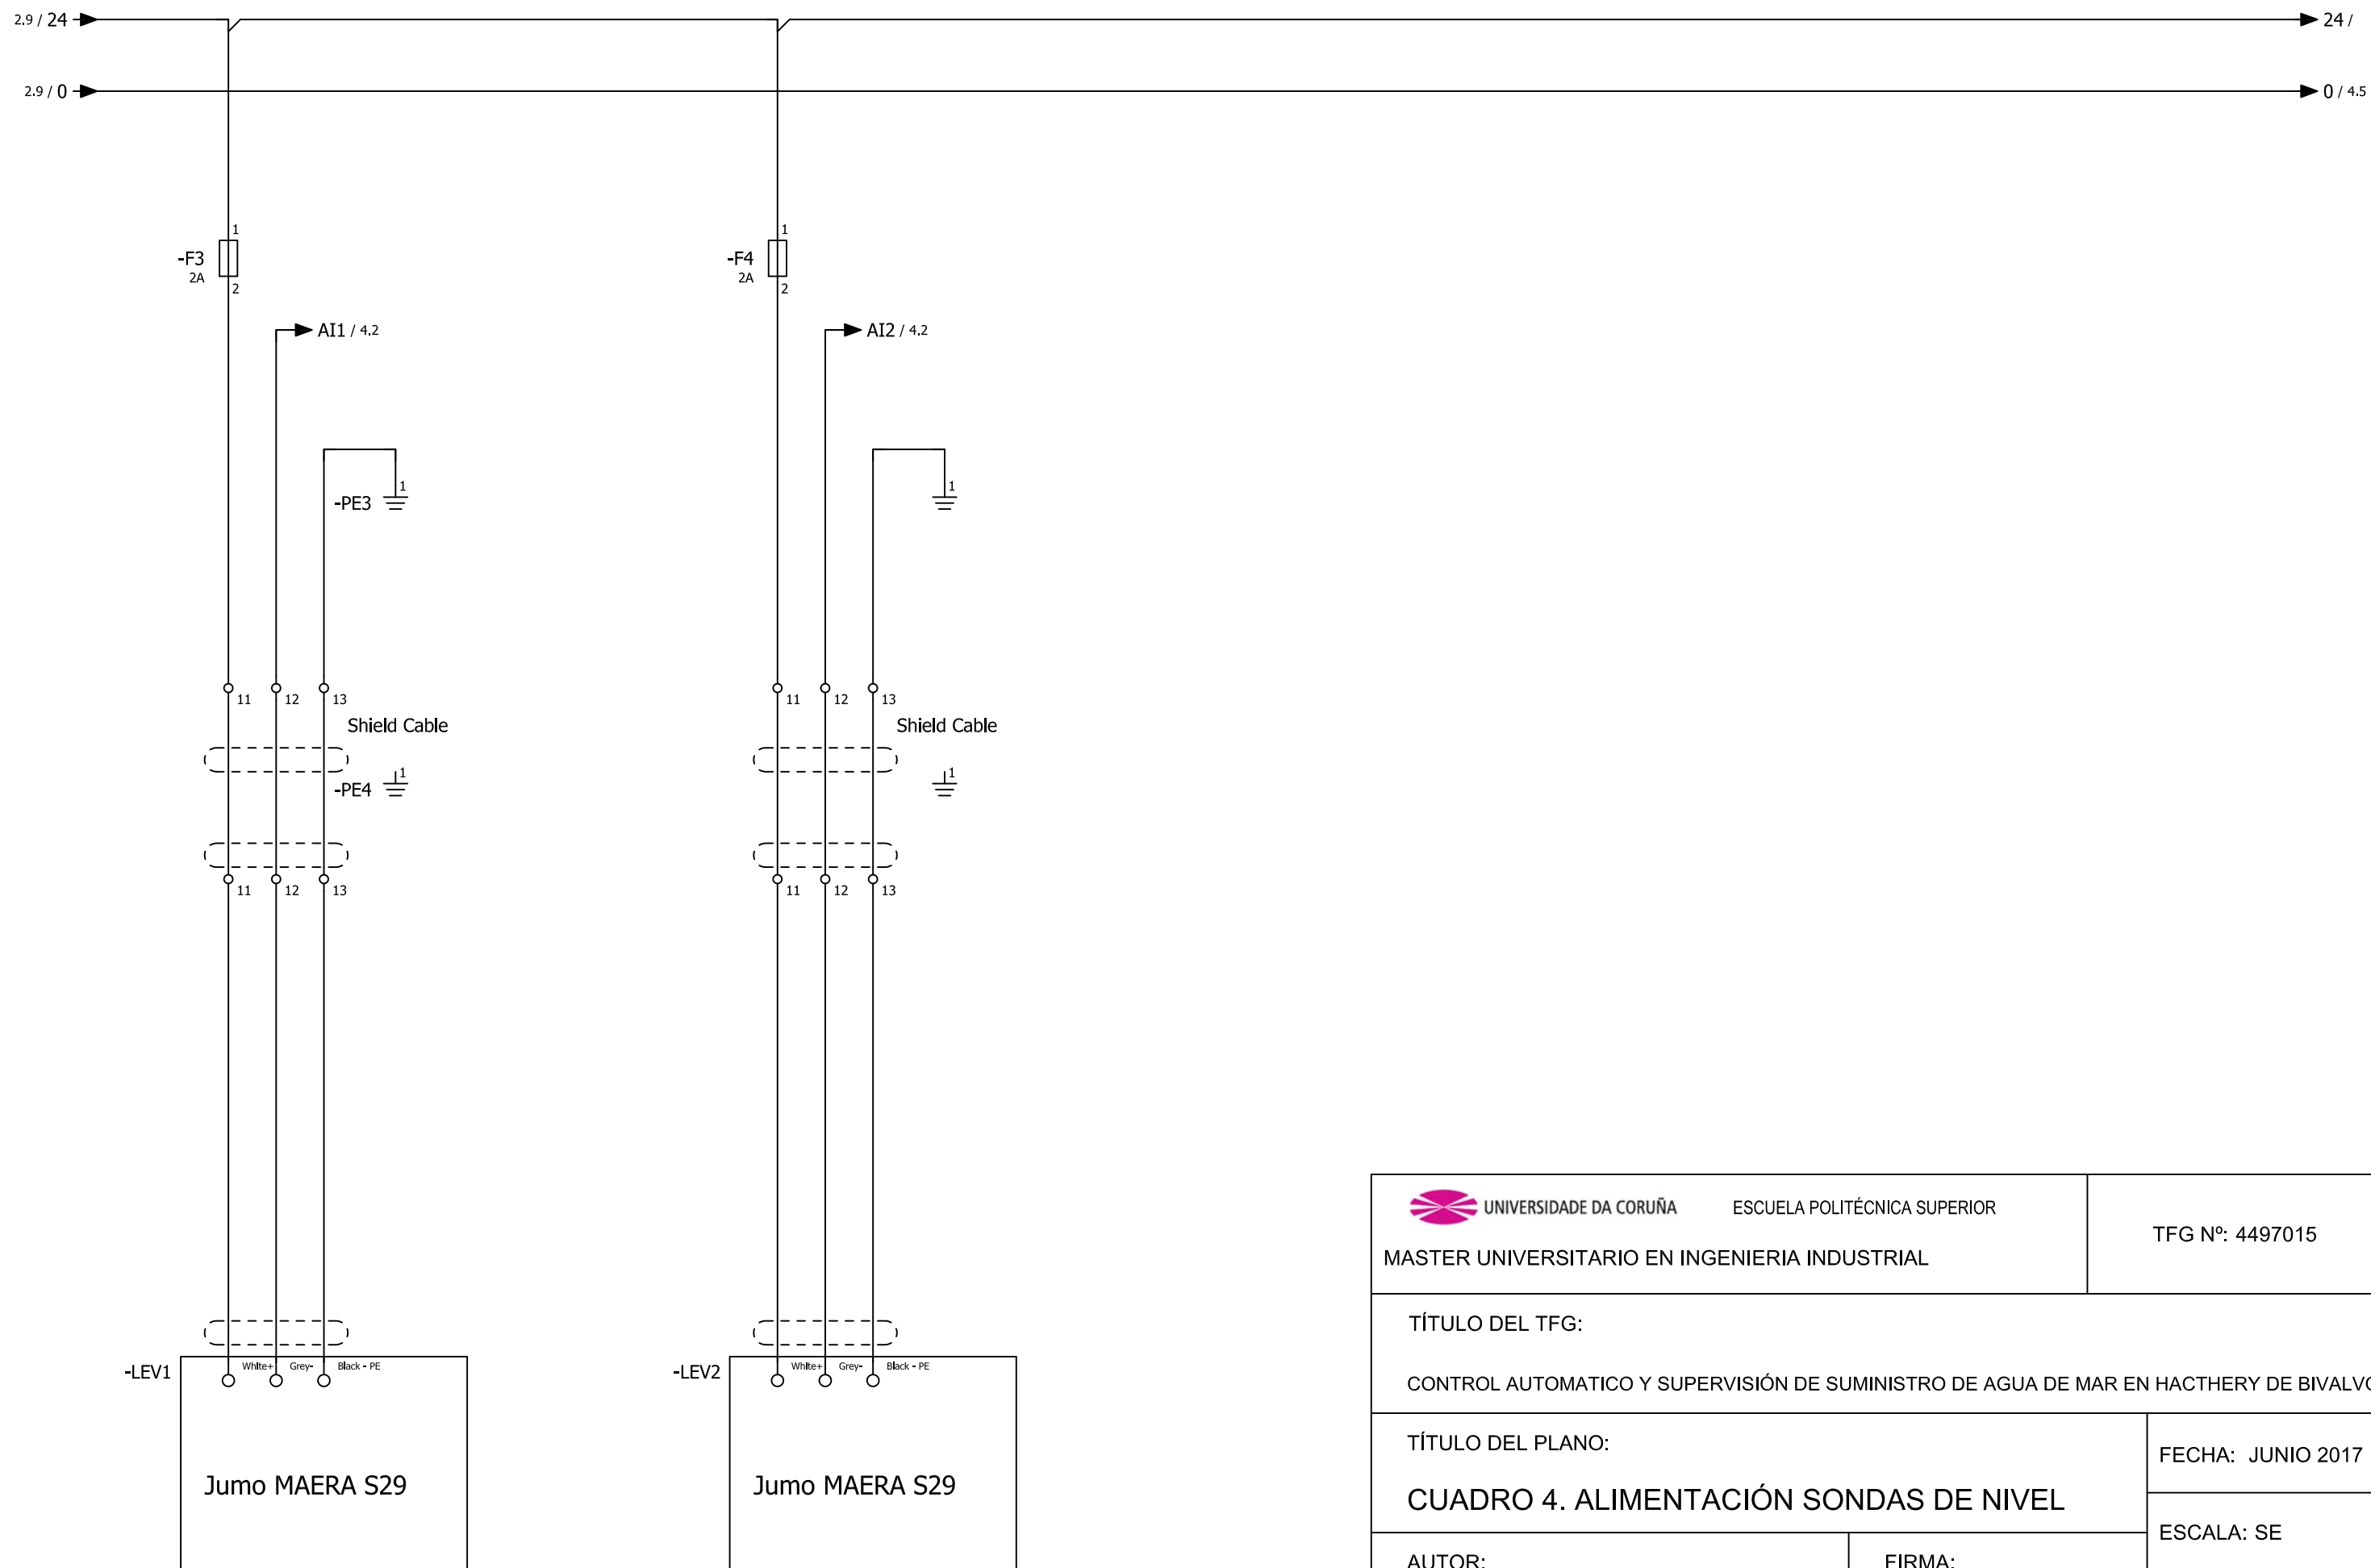 2.9 / 24
24 /
2.9 / 0
0 / 4.5
1
-F3
2A
2
1
-F4
2A
2
AI1 / 4.2
AI2 / 4.2
1
-PE3
1
11 12 13
Shield Cable
11 12 13
Shield Cable
1
-PE4
1
11 12 13
11 12 13
-LEV1
White+ Grey- Black - PE
-LEV2
White+ Grey- Black - PE
Jumo MAERA S29
Jumo MAERA S29
UNIVERSIDADE DA CORUÑA ESCUELA POLITÉCNICA SUPERIOR
MASTER UNIVERSITARIO EN INGENIERIA INDUSTRIAL
TFG Nº: 4497015
TÍTULO DEL TFG:
CONTROL AUTOMATICO Y SUPERVISIÓN DE SUMINISTRO DE AGUA DE MAR EN HACTHERY DE BIVALVO
TÍTULO DEL PLANO:
CUADRO 4. ALIMENTACIÓN SONDAS DE NIVEL
FECHA: JUNIO 2017
ESCALA: SE
AUTOR:
FIRMA: